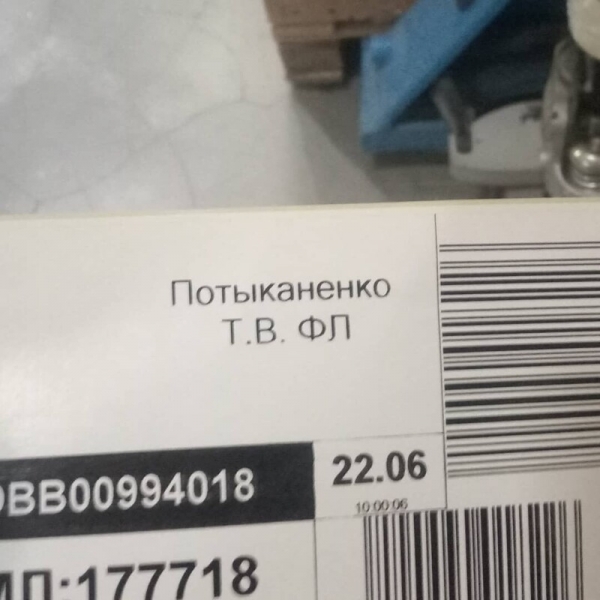 Потыканенко
Т.В. ФЛ
22.06
BB00994018
10:00:06
:177718